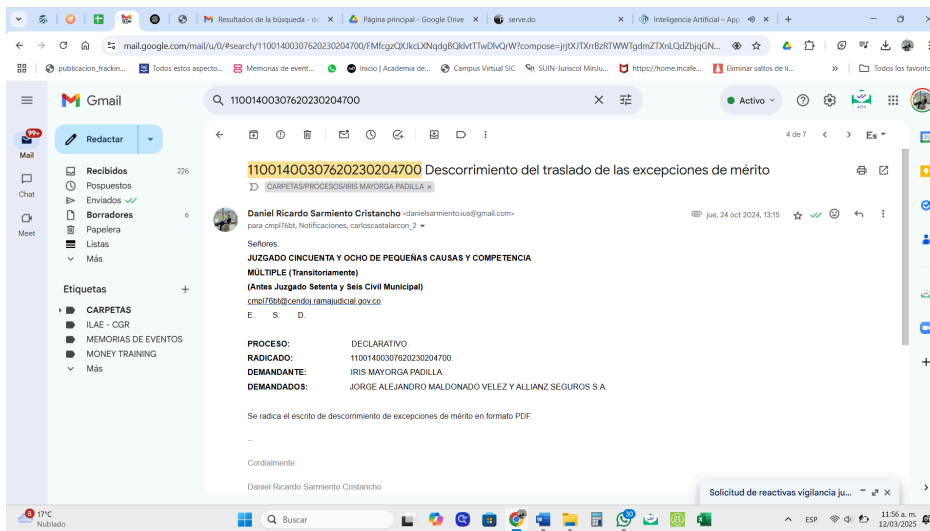 Resultados de la búsqueda - de
Página principal - Google Drive
serve.do
Inteligencia Artificial – App
mail.google.com/mail/u/0/#search/11001400307620230204700/FMfcgzQXJkcLXNqdgBQklvtTTwDlvQrW?compose=jrjtXJTXrrBzRTWWTgdmZTXnLQdZbjqGN...
publicacion_frackin...
Todos estos aspecto...
Memorias de event...
Inicio | Academia de...
Campus Virtual SIC
SUIN-Juriscol MinJu...
https://home.mcafe...
Eliminar saltos de lí...
Todos los favorito
Gmail
11001400307620230204700
Activo
99+
Mail
Chat
Meet
Redactar
4 de 7
Es
Recibidos 226
Pospuestos
Enviados
Borradores 6
Papelera
Listas
Más
Etiquetas
CARPETAS
ILAE - CGR
MEMORIAS DE EVENTOS
MONEY TRAINING
Más
11001400307620230204700 Descorrimiento del traslado de las excepciones de mérito
CARPETAS/PROCESOS/IRIS MAYORGA PADILLA ×
Daniel Ricardo Sarmiento Cristancho <danielsarmiento.ius@gmail.com>
jue, 24 oct 2024, 13:15
para cmpl76bt, Notificaciones, carloscastalarcon_2
Señores.
JUZGADO CINCUENTA Y OCHO DE PEQUEÑAS CAUSAS Y COMPETENCIA
MÚLTIPLE (Transitoriamente)
(Antes Juzgado Setenta y Seis Civil Municipal)
cmpl76bt@cendoj.ramajudicial.gov.co
E. S. D.
PROCESO: DECLARATIVO.
RADICADO: 11001400307620230204700.
DEMANDANTE: IRIS MAYORGA PADILLA.
DEMANDADOS: JORGE ALEJANDRO MALDONADO VELEZ Y ALLIANZ SEGUROS S.A.
Se radica el escrito de descorrimiento de excepciones de mérito en formato PDF.
--
Cordialmente.
Daniel Ricardo Sarmiento Cristancho
Solicitud de reactivas vigilancia ju...
17°C
Nublado
Buscar
ESP
11:56 a. m.
12/03/2025